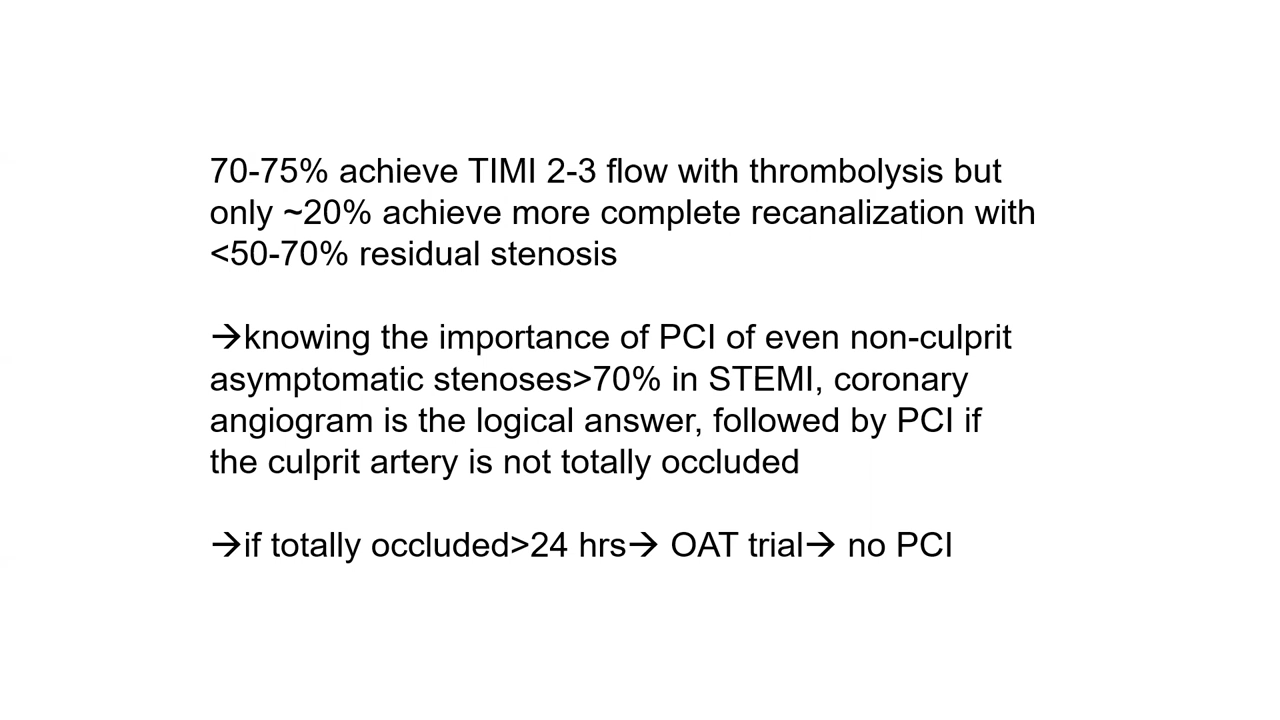 70-75% achieve TIMI 2-3 flow with thrombolysis but
only ~20% achieve more complete recanalization with
<50-70% residual stenosis
→knowing the importance of PCI of even non-culprit
asymptomatic stenoses>70% in STEMI, coronary
angiogram is the logical answer, followed by PCI if
the culprit artery is not totally occluded
→if totally occluded>24 hrs→ OAT trial→ no PCI